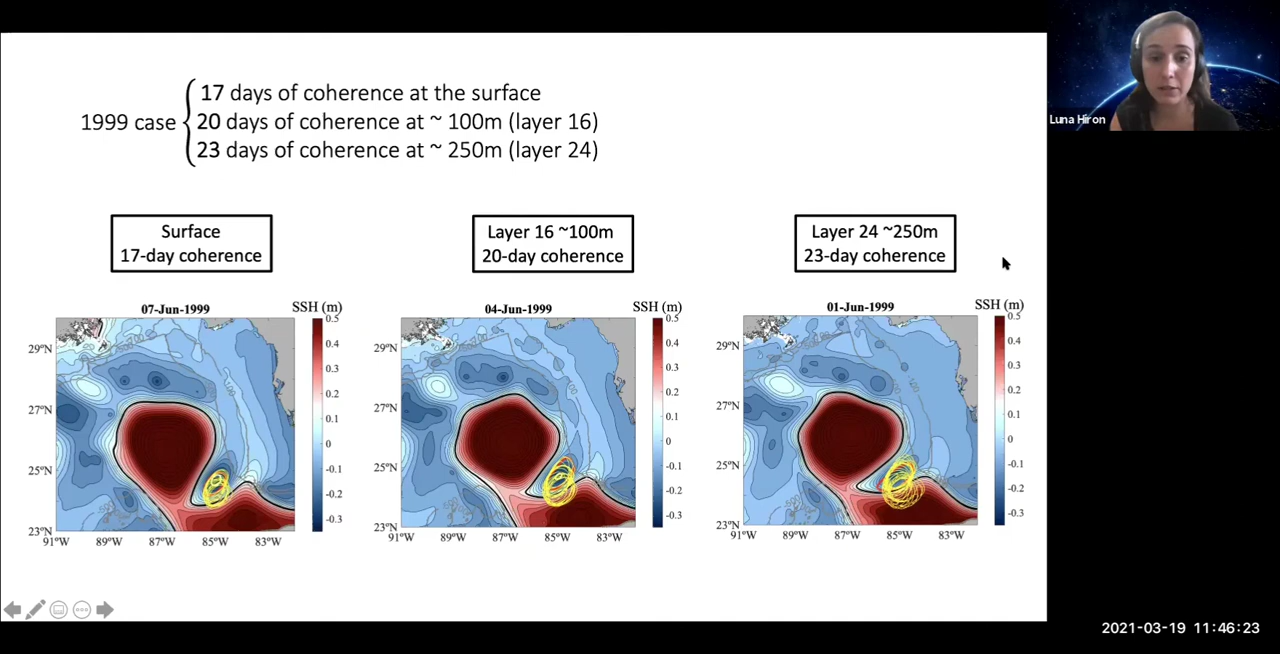 17 days of coherence at the surface
1999 case
20 days of coherence at ~ 100m (layer 16)
23 days of coherence at ~ 250m (layer 24)
Luna Hiron
Surface
17-day coherence
Layer 16 ~100m
20-day coherence
Layer 24 ~250m
23-day coherence
07-Jun-1999
SSH (m)
29°N
27°N
25°N
23°N
91°W 89°W 87°W 85°W 83°W
0.5
0.4
0.3
0.2
0.1
0
-0.1
-0.2
-0.3
04-Jun-1999
SSH (m)
29°N
27°N
25°N
23°N
91°W 89°W 87°W 85°W 83°W
0.5
0.4
0.3
0.2
0.1
0
-0.1
-0.2
-0.3
01-Jun-1999
SSH (m)
29°N
27°N
25°N
23°N
91°W 89°W 87°W 85°W 83°W
0.5
0.4
0.3
0.2
0.1
0
-0.1
-0.2
-0.3
2021-03-19 11:46:23